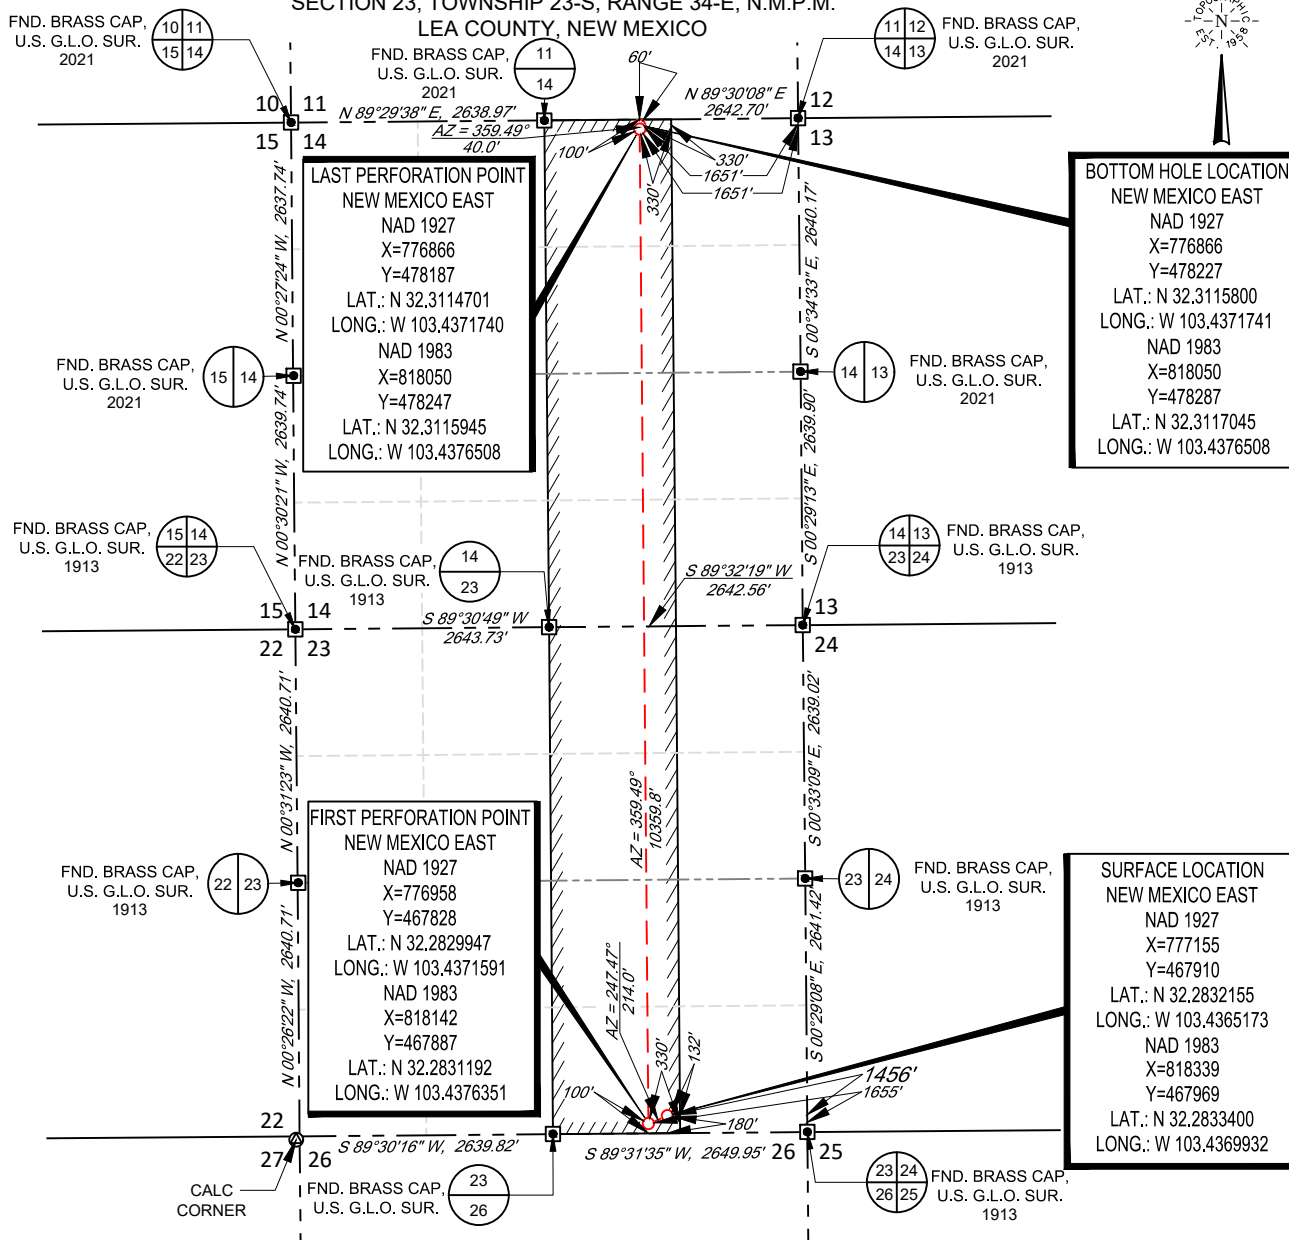 SECTION 23, TOWNSHIP 23-S, RANGE 34-E, N.M.P.M.
LEA COUNTY, NEW MEXICO
TOPOGRAPHIC
N
EST. 1958
FND. BRASS CAP,
U.S. G.L.O. SUR.
2021
10 11
15 14
FND. BRASS CAP,
U.S. G.L.O. SUR.
2021
11
14
60'
11 12
14 13
FND. BRASS CAP,
U.S. G.L.O. SUR.
2021
10 11
15 14
N 89°29'38" E, 2638.97'
N 89°30'08" E
2642.70'
12
13
AZ = 359.49°
40.0'
100'
330'
1651'
1651'
330'
LAST PERFORATION POINT
NEW MEXICO EAST
NAD 1927
X=776866
Y=478187
LAT.: N 32.3114701
LONG.: W 103.4371740
NAD 1983
X=818050
Y=478247
LAT.: N 32.3115945
LONG.: W 103.4376508
BOTTOM HOLE LOCATION
NEW MEXICO EAST
NAD 1927
X=776866
Y=478227
LAT.: N 32.3115800
LONG.: W 103.4371741
NAD 1983
X=818050
Y=478287
LAT.: N 32.3117045
LONG.: W 103.4376508
N 00°27'24" W, 2637.74'
S 00°34'33" E, 2640.17'
FND. BRASS CAP,
U.S. G.L.O. SUR.
2021
15 14
14 13
FND. BRASS CAP,
U.S. G.L.O. SUR.
2021
N 00°30'21" W, 2639.74'
S 00°29'13" E, 2639.90'
FND. BRASS CAP,
U.S. G.L.O. SUR.
1913
15 14
22 23
FND. BRASS CAP,
U.S. G.L.O. SUR.
1913
14
23
S 89°32'19" W
2642.56'
14 13
23 24
FND. BRASS CAP,
U.S. G.L.O. SUR.
1913
15 14
22 23
S 89°30'49" W
2643.73'
13
24
N 00°31'23" W, 2640.71'
S 00°33'09" E, 2639.02'
AZ = 359.49°
10359.8'
FIRST PERFORATION POINT
NEW MEXICO EAST
NAD 1927
X=776958
Y=467828
LAT.: N 32.2829947
LONG.: W 103.4371591
NAD 1983
X=818142
Y=467887
LAT.: N 32.2831192
LONG.: W 103.4376351
FND. BRASS CAP,
U.S. G.L.O. SUR.
1913
22 23
23 24
FND. BRASS CAP,
U.S. G.L.O. SUR.
1913
SURFACE LOCATION
NEW MEXICO EAST
NAD 1927
X=777155
Y=467910
LAT.: N 32.2832155
LONG.: W 103.4365173
NAD 1983
X=818339
Y=467969
LAT.: N 32.2833400
LONG.: W 103.4369932
N 00°26'22" W, 2640.71'
S 00°29'08" E, 2641.42'
AZ = 247.47°
214.0'
330'
132'
1456'
1655'
100'
180'
22
27 26
S 89°30'16" W, 2639.82'
S 89°31'35" W, 2649.95'
26 25
CALC
CORNER
FND. BRASS CAP,
U.S. G.L.O. SUR.
23
26
23 24
26 25
FND. BRASS CAP,
U.S. G.L.O. SUR.
1913